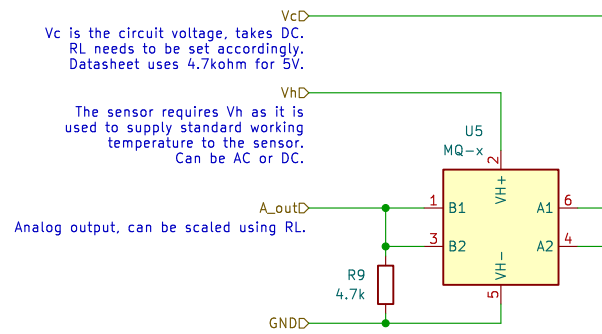 Vc
Vc is the circuit voltage, takes DC.
RL needs to be set accordingly.
Datasheet uses 4.7kohm for 5V.
Vh
The sensor requires Vh as it is
used to supply standard working
temperature to the sensor.
Can be AC or DC.
U5
MQ-x
2
VH+
A_out
1
B1
A1
6
Analog output, can be scaled using RL.
3
B2
A2
4
VH-
R9
4.7k
5
GND